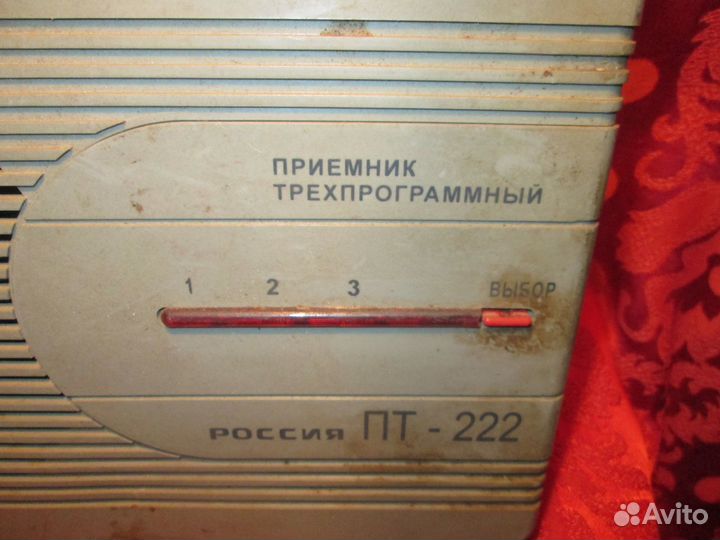 ПРИЕМНИК
ТРЕХПРОГРАММНЫЙ
1 2 3 ВЫБОР
РОССИЯ ПТ - 222
Avito